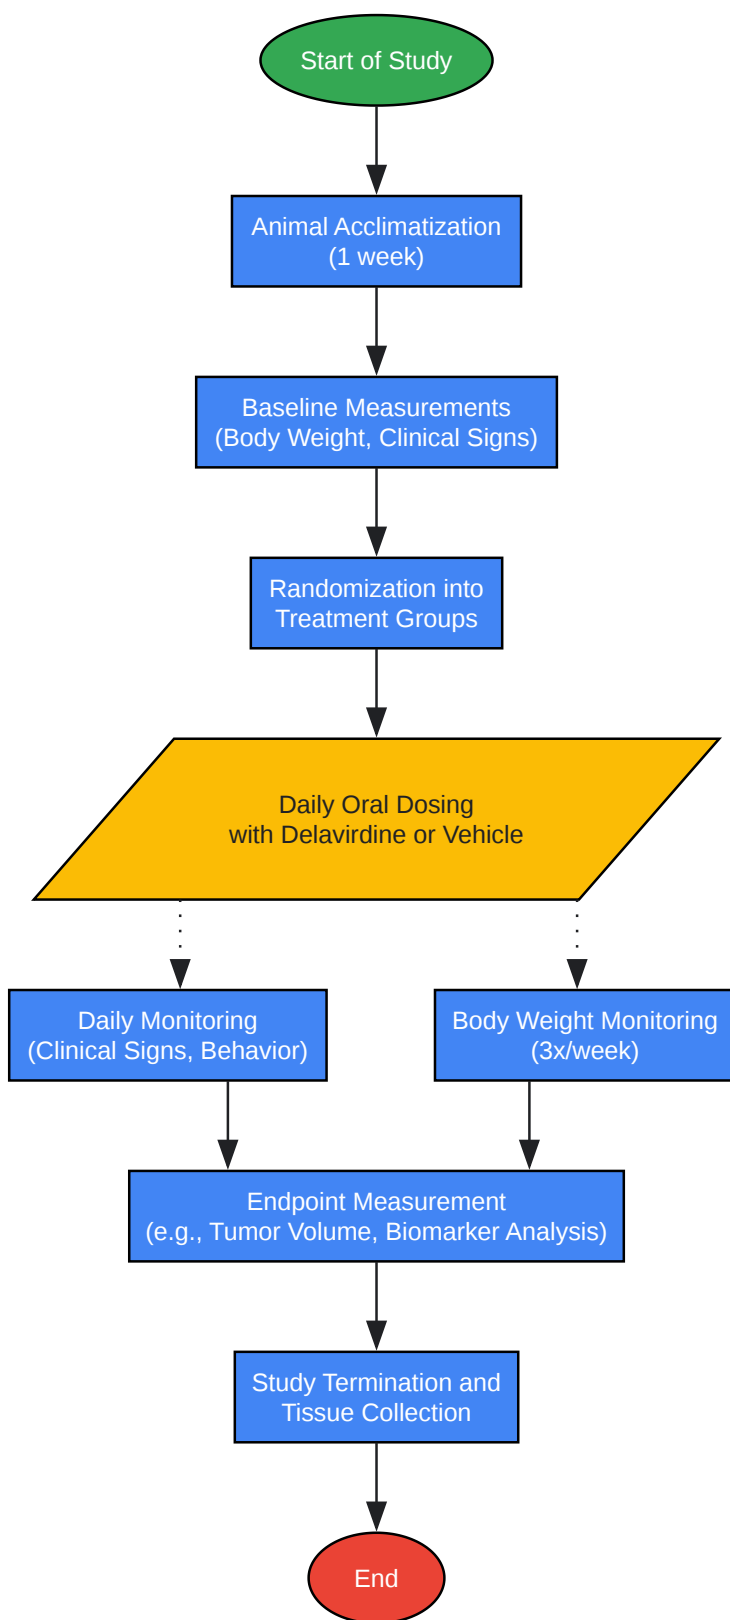 Start of Study
Animal Acclimatization
(1 week)
Baseline Measurements
(Body Weight, Clinical Signs)
Randomization into
Treatment Groups
Daily Oral Dosing
with Delavirdine or Vehicle
Daily Monitoring
(Clinical Signs, Behavior)
Body Weight Monitoring
(3x/week)
Endpoint Measurement
(e.g., Tumor Volume, Biomarker Analysis)
Study Termination and
Tissue Collection
End